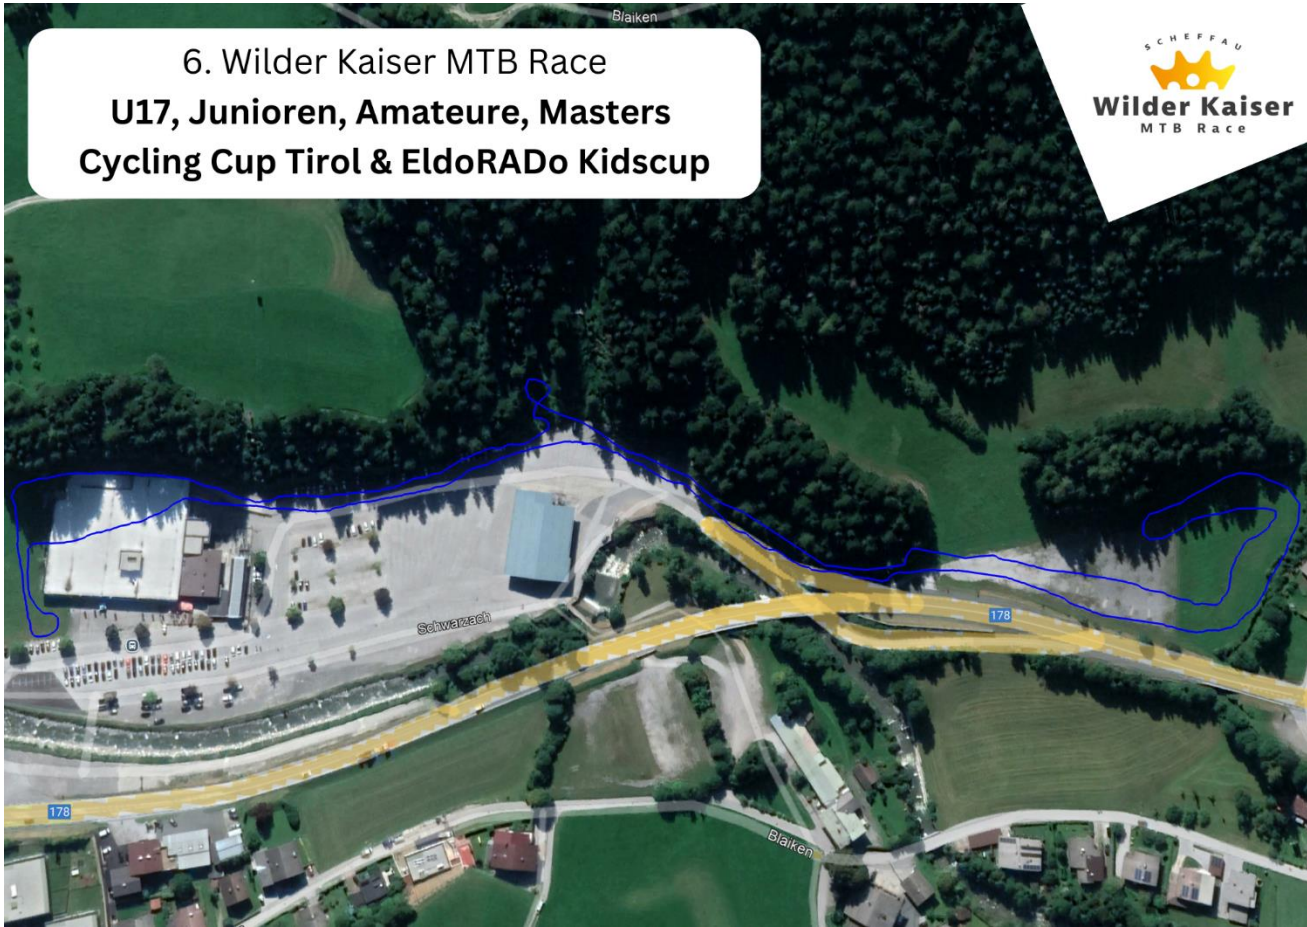 Blaiken
6. Wilder Kaiser MTB Race
U17, Junioren, Amateure, Masters
Cycling Cup Tirol & EldoRADo Kidscup
SCHEFFAU
Wilder Kaiser
MTB Race
Schwarzach
178
178
Blaiken